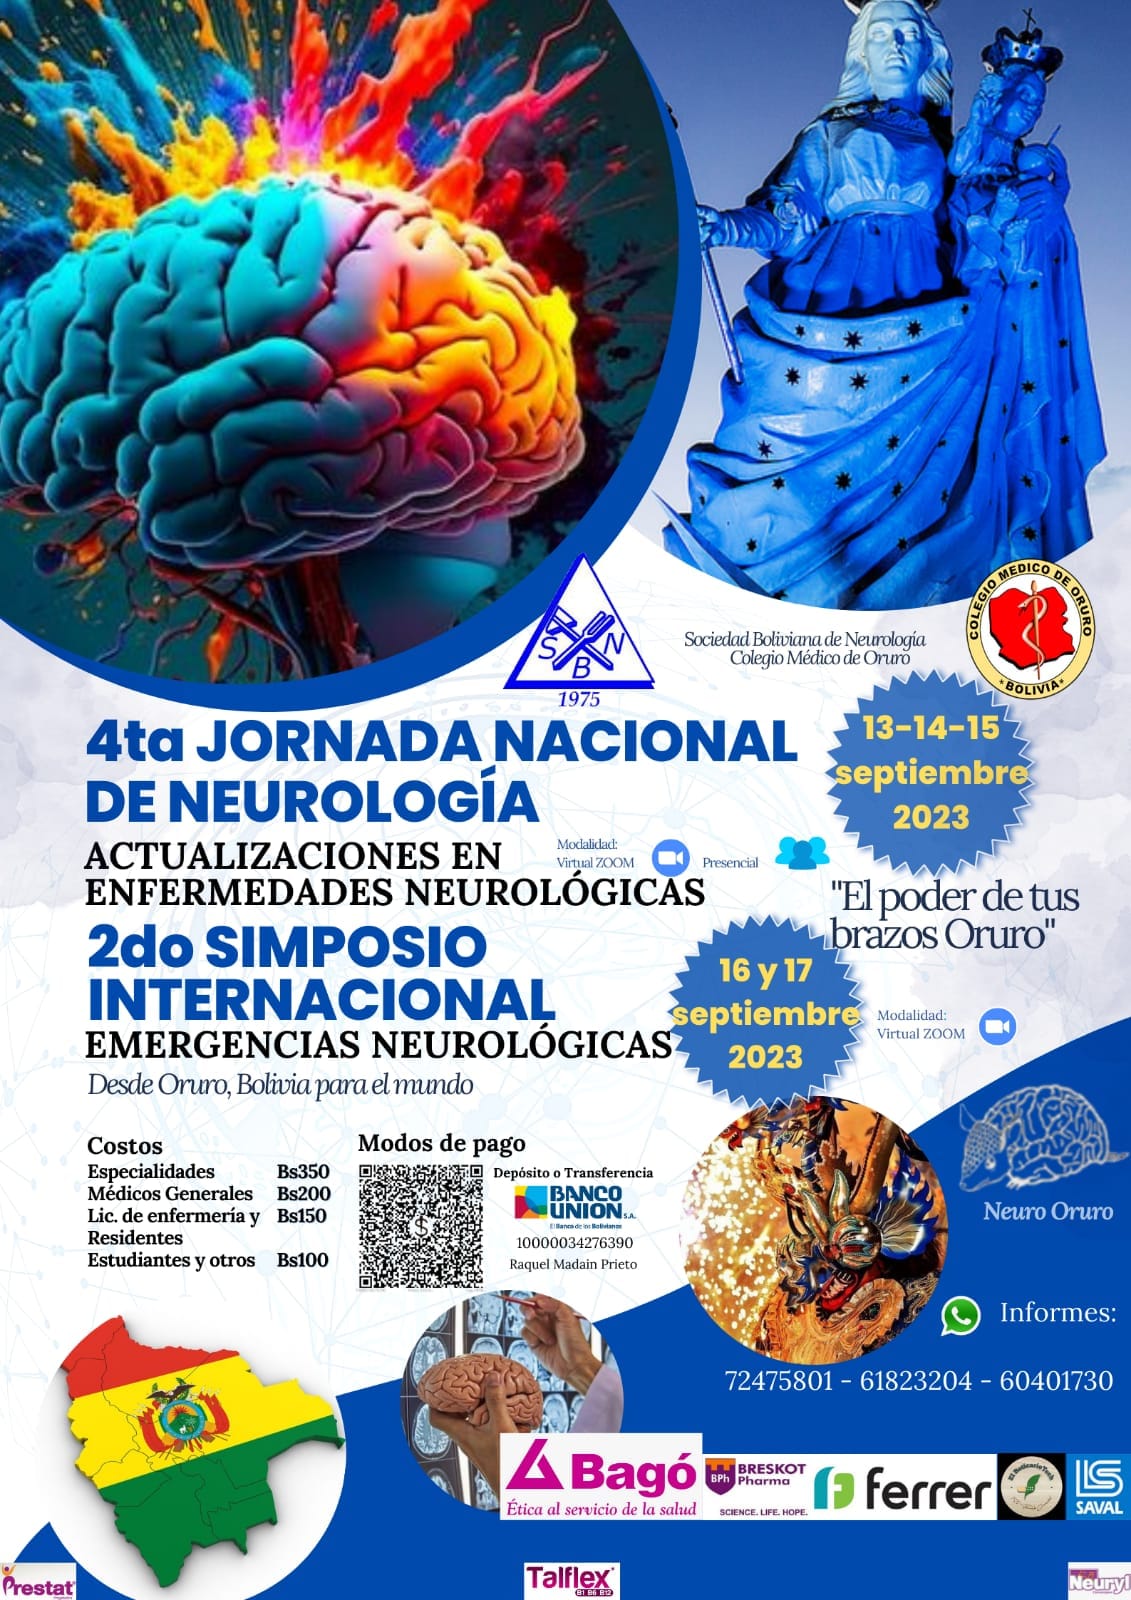 COLEGIO MEDICO DE ORURO
BOLIVIA
S B N
1975
Sociedad Boliviana de Neurología
Colegio Médico de Oruro
4ta JORNADA NACIONAL
DE NEUROLOGÍA
13-14-15
septiembre
2023
ACTUALIZACIONES EN
ENFERMEDADES NEUROLÓGICAS
Modalidad:
Virtual ZOOM
Presencial
"El poder de tus
brazos Oruro"
2do SIMPOSIO
INTERNACIONAL
EMERGENCIAS NEUROLÓGICAS
16 y 17
septiembre
2023
Modalidad:
Virtual ZOOM
Desde Oruro, Bolivia para el mundo
Costos
Especialidades Bs350
Médicos Generales Bs200
Lic. de enfermería y Bs150
Residentes
Estudiantes y otros Bs100
Modos de pago
Depósito o Transferencia
BANCO
UNION S.A.
El Banco de los Bolivianos
10000034276390
Raquel Madain Prieto
Neuro Oruro
Informes:
72475801 - 61823204 - 60401730
Bagó
Ética al servicio de la salud
BPh
BRESKOT
Pharma
SCIENCE. LIFE. HOPE.
ferrer
SAVAL
Prestat
Talflex
B1 B6 B12
Neuryl